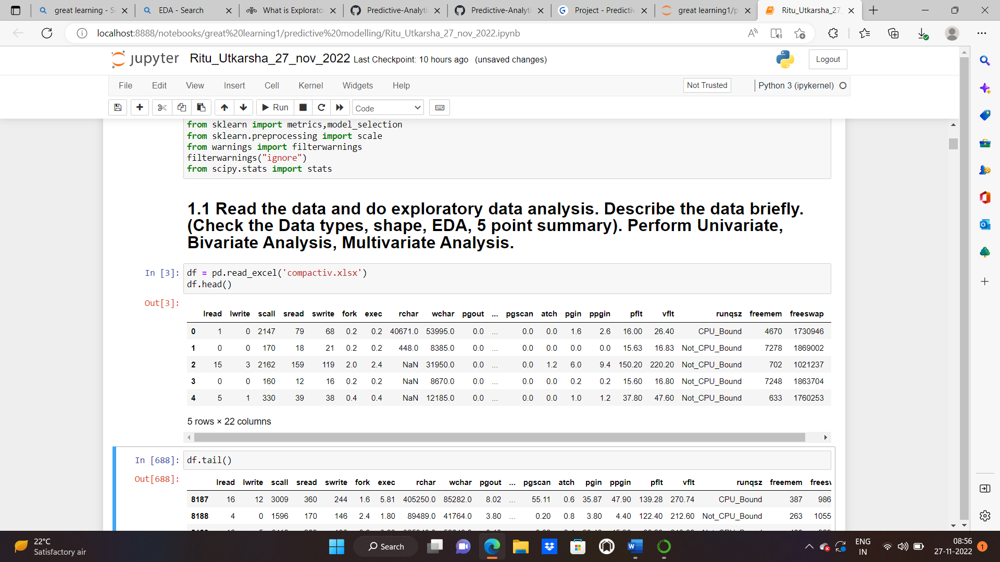 great learning - S
EDA - Search
What is Explorato
Predictive-Analyti
Predictive-Analyti
Project - Predictiv
great learning1/p
Ritu_Utkarsha_27_
localhost:8888/notebooks/great%20learning1/predictive%20modelling/Ritu_Utkarsha_27_nov_2022.ipynb
jupyter Ritu_Utkarsha_27_nov_2022 Last Checkpoint: 10 hours ago (unsaved changes)
Logout
File Edit View Insert Cell Kernel Widgets Help
Not Trusted
Python 3 (ipykernel)
Run
Code
from sklearn import metrics,model_selection
from sklearn.preprocessing import scale
from warnings import filterwarnings
filterwarnings("ignore")
from scipy.stats import stats
1.1 Read the data and do exploratory data analysis. Describe the data briefly.
(Check the Data types, shape, EDA, 5 point summary). Perform Univariate,
Bivariate Analysis, Multivariate Analysis.
In [3]: df = pd.read_excel('compactiv.xlsx')
df.head()
Out[3]:
lread lwrite scall sread swrite fork exec rchar wchar pgout ... pgscan atch pgin ppgin pflt vflt runqsz freemem freeswap
0 1 0 2147 79 68 0.2 0.2 40671.0 53995.0 0.0 ... 0.0 0.0 1.6 2.6 16.00 26.40 CPU_Bound 4670 1730946
1 0 0 170 18 21 0.2 0.2 448.0 8385.0 0.0 ... 0.0 0.0 0.0 0.0 15.63 16.83 Not_CPU_Bound 7278 1869002
2 15 3 2162 159 119 2.0 2.4 NaN 31950.0 0.0 ... 0.0 1.2 6.0 9.4 150.20 220.20 Not_CPU_Bound 702 1021237
3 0 0 160 12 16 0.2 0.2 NaN 8670.0 0.0 ... 0.0 0.0 0.2 0.2 15.60 16.80 Not_CPU_Bound 7248 1863704
4 5 1 330 39 38 0.4 0.4 NaN 12185.0 0.0 ... 0.0 0.0 1.0 1.2 37.80 47.60 Not_CPU_Bound 633 1760253
5 rows × 22 columns
In [688]: df.tail()
Out[688]:
lread lwrite scall sread swrite fork exec rchar wchar pgout ... pgscan atch pgin ppgin pflt vflt runqsz freemem freesw
8187 16 12 3009 360 244 1.6 5.81 405250.0 85282.0 8.02 ... 55.11 0.6 35.87 47.90 139.28 270.74 CPU_Bound 387 986
8188 4 0 1596 170 146 2.4 1.80 89489.0 41764.0 3.80 ... 0.20 0.8 3.80 4.40 122.40 212.60 Not_CPU_Bound 263 1055
22°C
Satisfactory air
Search
ENG
IN
08:56
27-11-2022
1